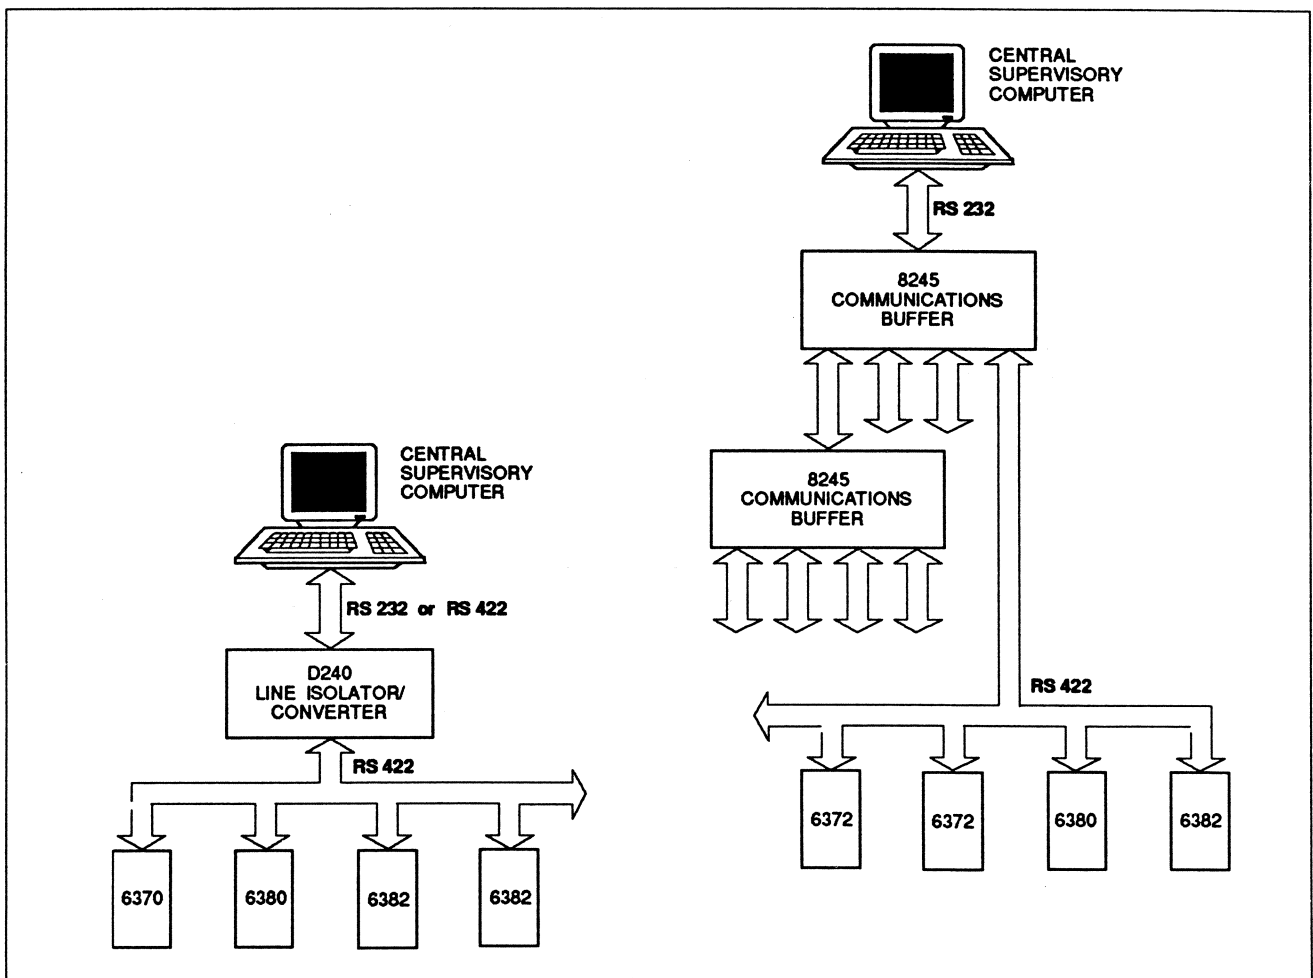 CENTRAL
SUPERVISORY
COMPUTER
RS 232
8245
COMMUNICATIONS
BUFFER
8245
COMMUNICATIONS
BUFFER
RS 422
6372
6372
6380
6382
CENTRAL
SUPERVISORY
COMPUTER
RS 232 or RS 422
D240
LINE ISOLATOR/
CONVERTER
RS 422
6370
6380
6382
6382